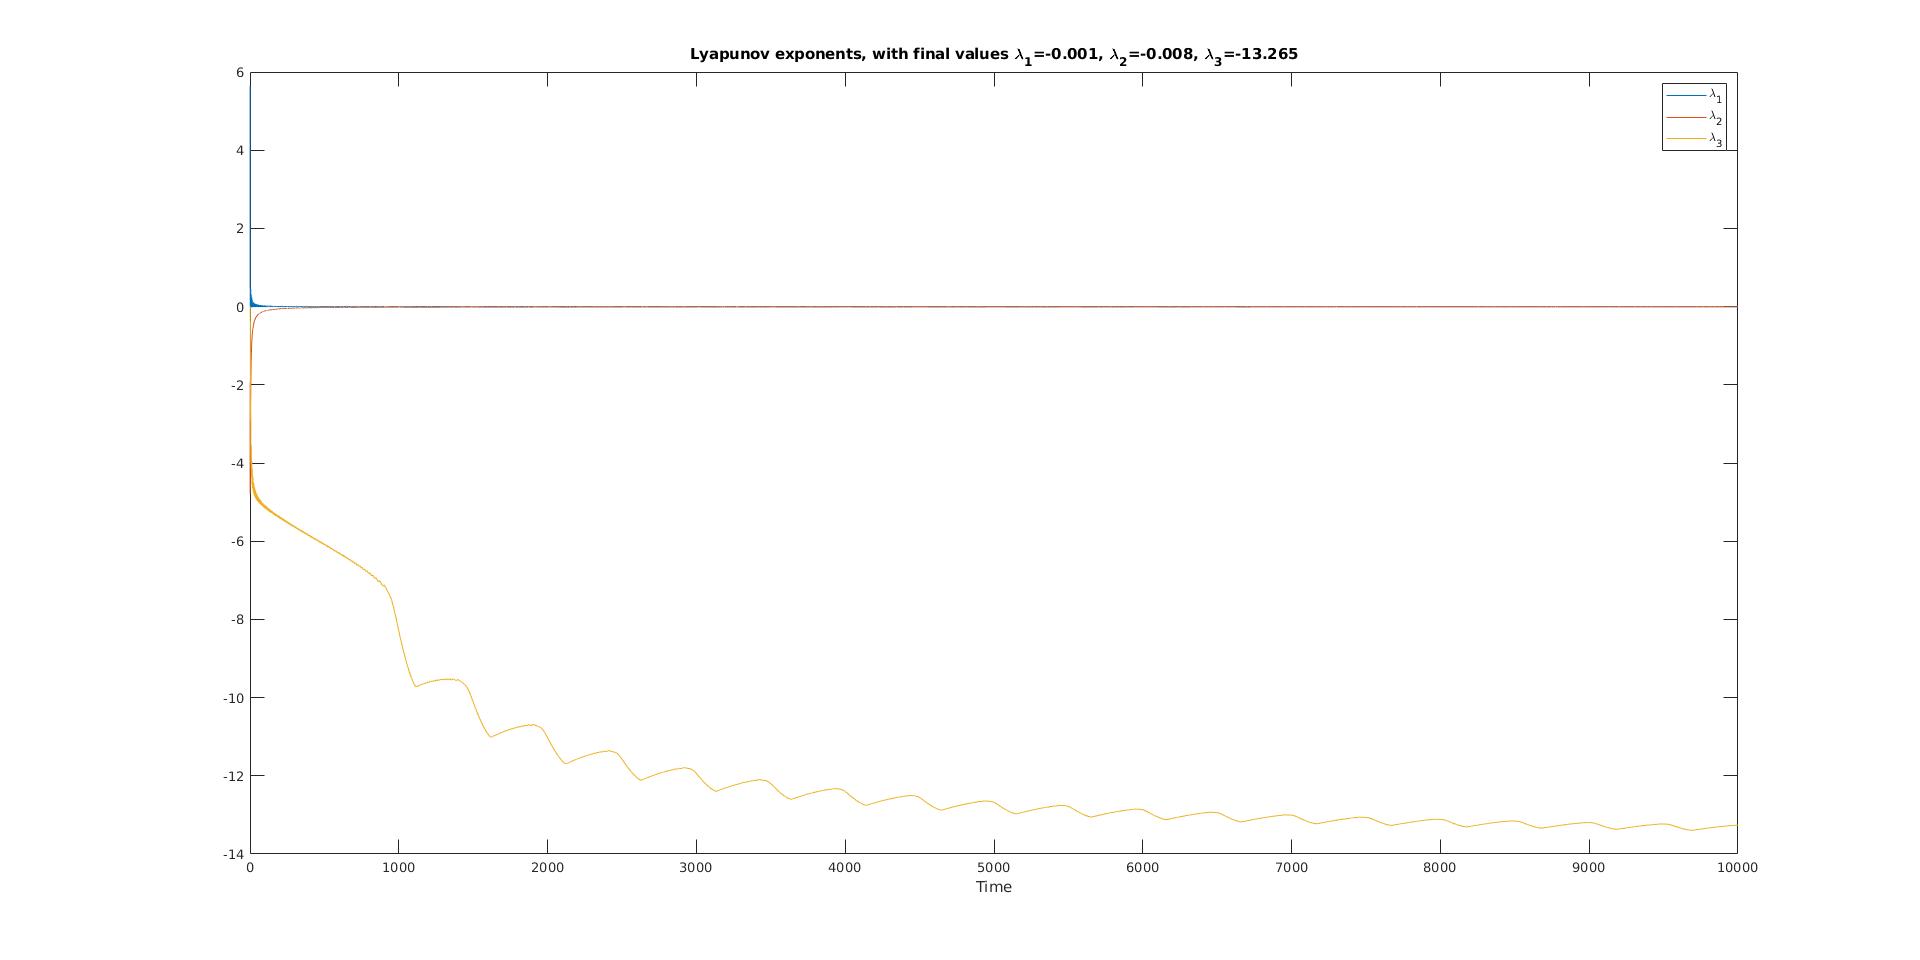 Lyapunov exponents, with final values λ1=-0.001, λ2=-0.008, λ3=-13.265
6
4
2
0
-2
-4
-6
-8
-10
-12
-14
λ1
λ2
λ3
0 1000 2000 3000 4000 5000 6000 7000 8000 9000 10000
Time